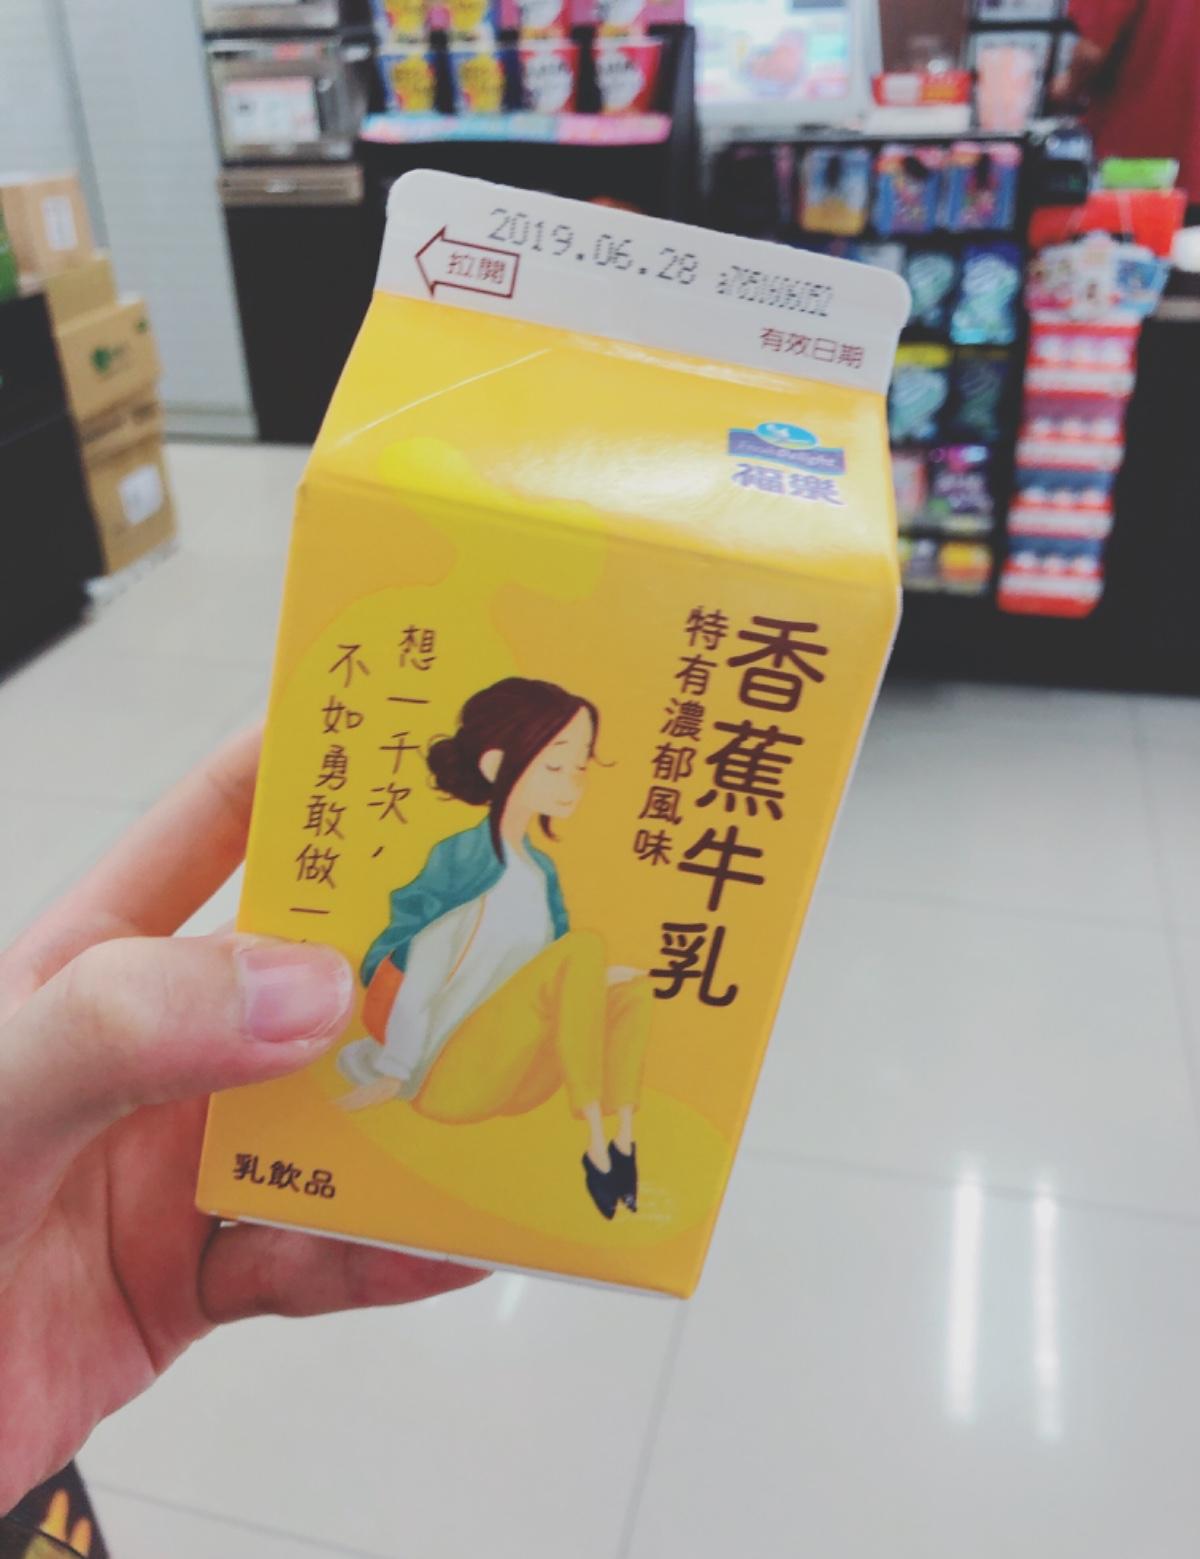 2019.06.28
拉開
有效日期
福樂
香蕉牛乳
特有濃郁風味
想一千次，
不如勇敢做一
乳飲品